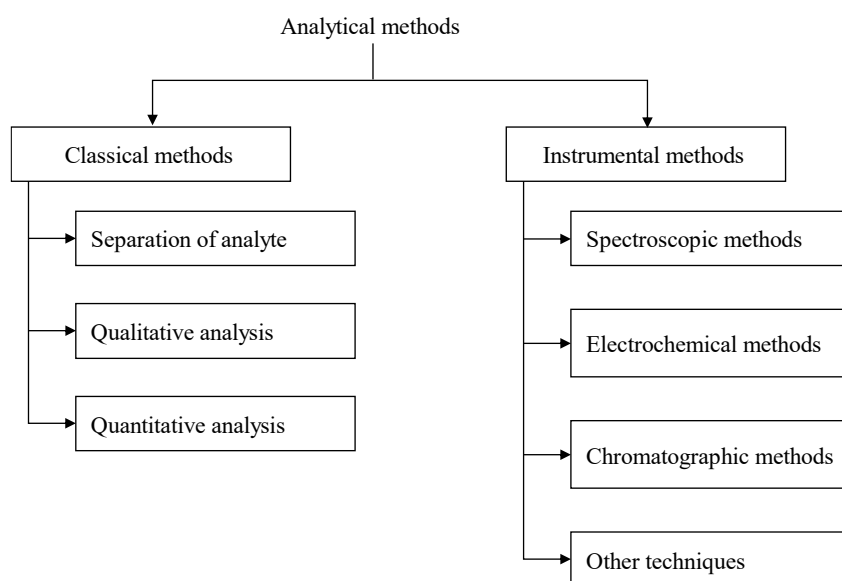 Analytical methods
Classical methods
Separation of analyte
Qualitative analysis
Quantitative analysis
Instrumental methods
Spectroscopic methods
Electrochemical methods
Chromatographic methods
Other techniques